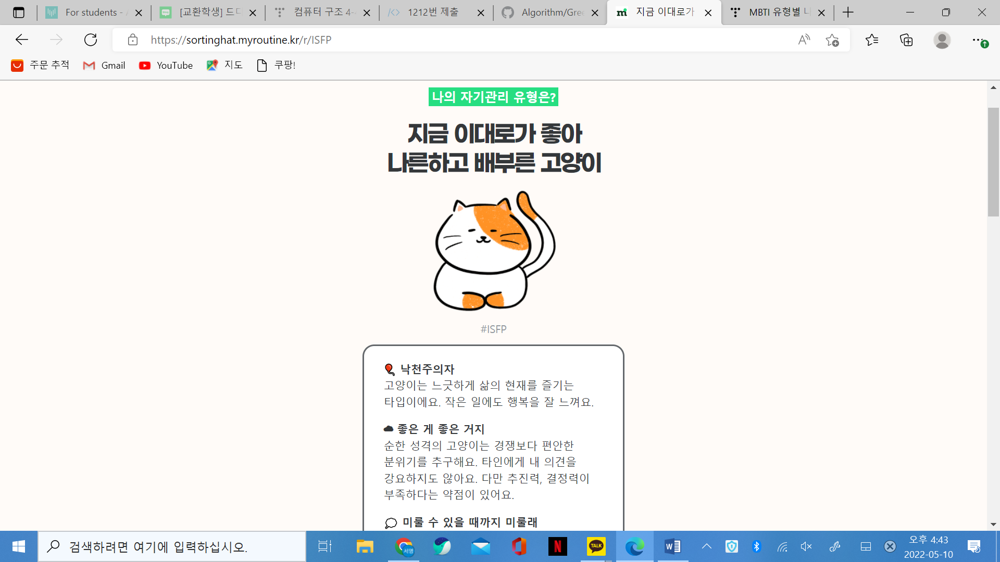 For students -
[교환학생] 드디
컴퓨터 구조 4-
1212번 제출
Algorithm/Gree
지금 이대로가
MBTI 유형별 나
https://sortinghat.myroutine.kr/r/ISFP
주문 추적
Gmail
YouTube
지도
쿠팡!
나의 자기관리 유형은?
지금 이대로가 좋아
나른하고 배부른 고양이
#ISFP
🎈 낙천주의자
고양이는 느긋하게 삶의 현재를 즐기는
타입이에요. 작은 일에도 행복을 잘 느껴요.
☁ 좋은 게 좋은 거지
순한 성격의 고양이는 경쟁보다 편안한
분위기를 추구해요. 타인에게 내 의견을
강요하지도 않아요. 다만 추진력, 결정력이
부족하다는 약점이 있어요.
💭 미룰 수 있을 때까지 미룰래
검색하려면 여기에 입력하십시오.
서영
N
TALK
W
오후 4:43
2022-05-10